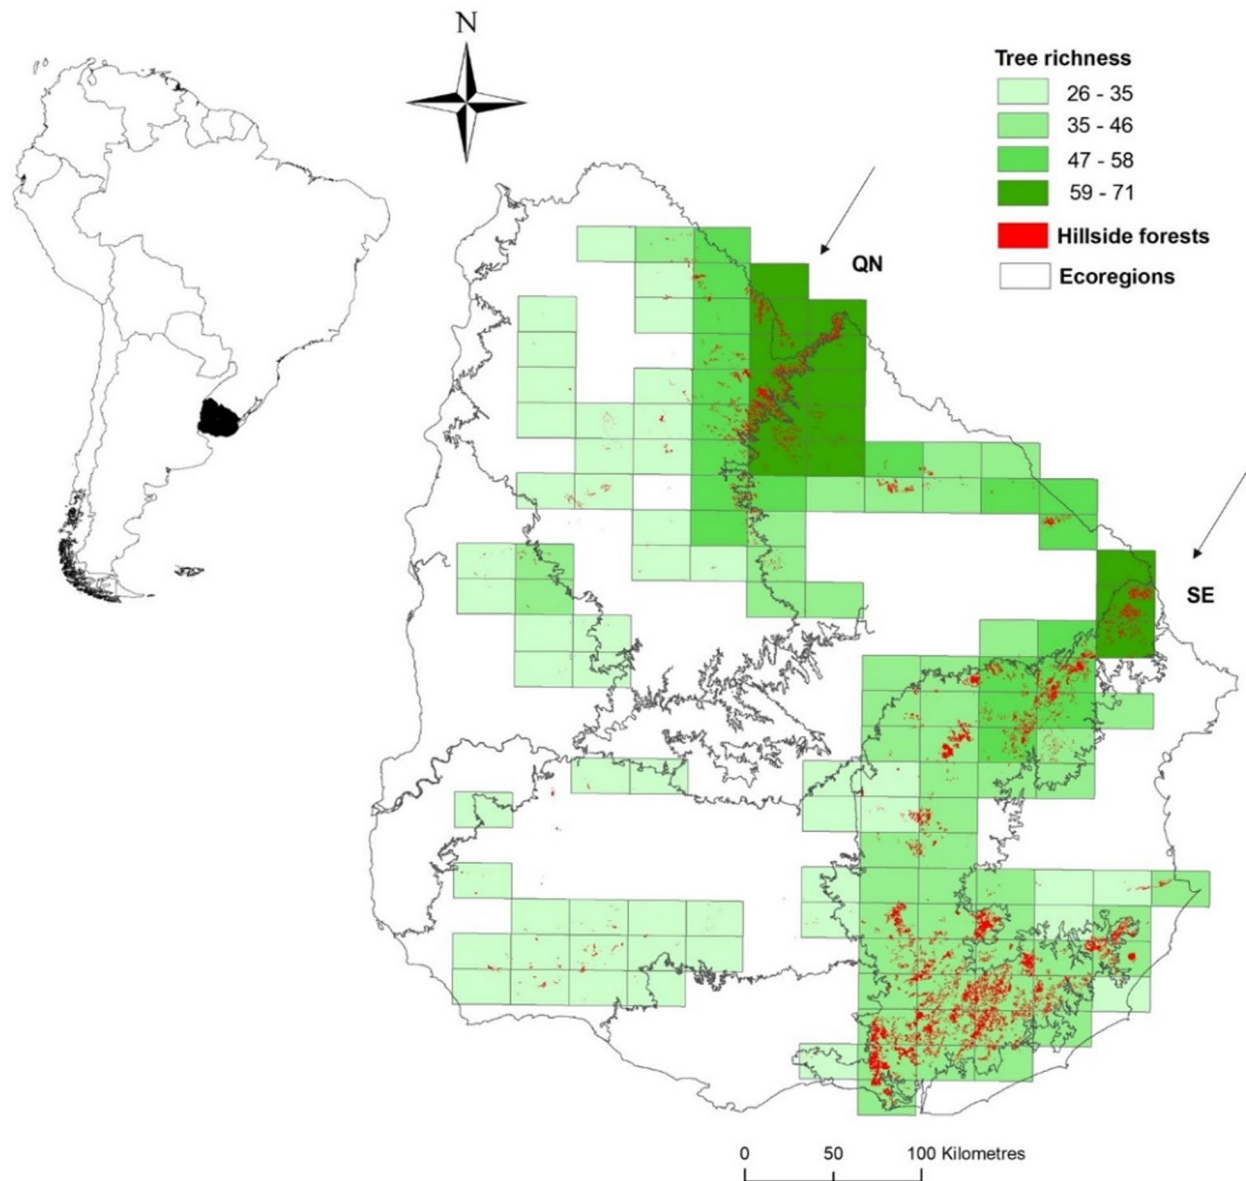 N
Tree richness
26 - 35
35 - 46
47 - 58
59 - 71
Hillside forests
Ecoregions
QN
SE
0 50 100 Kilometres